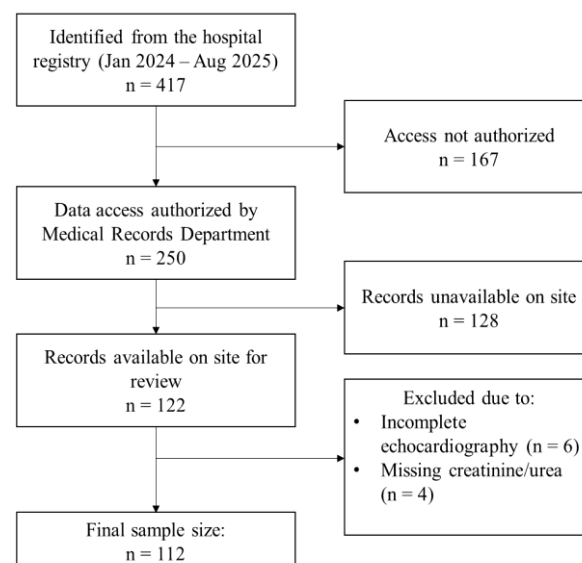 Identified from the hospital
registry (Jan 2024 – Aug 2025)
n = 417
Access not authorized
n = 167
Data access authorized by
Medical Records Department
n = 250
Records unavailable on site
n = 128
Records available on site for
review
n = 122
Excluded due to:
• Incomplete
echocardiography (n = 6)
• Missing creatinine/urea
(n = 4)
Final sample size:
n = 112